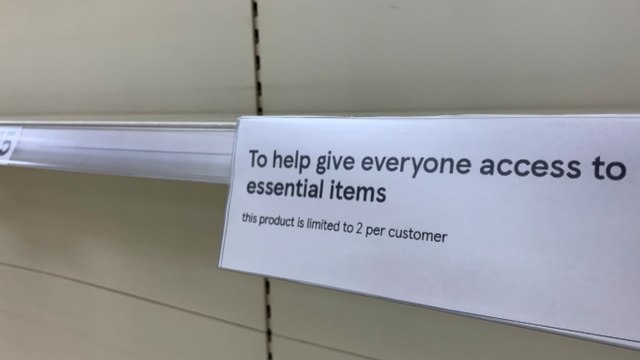 To help give everyone access to
essential items
this product is limited to 2 per customer